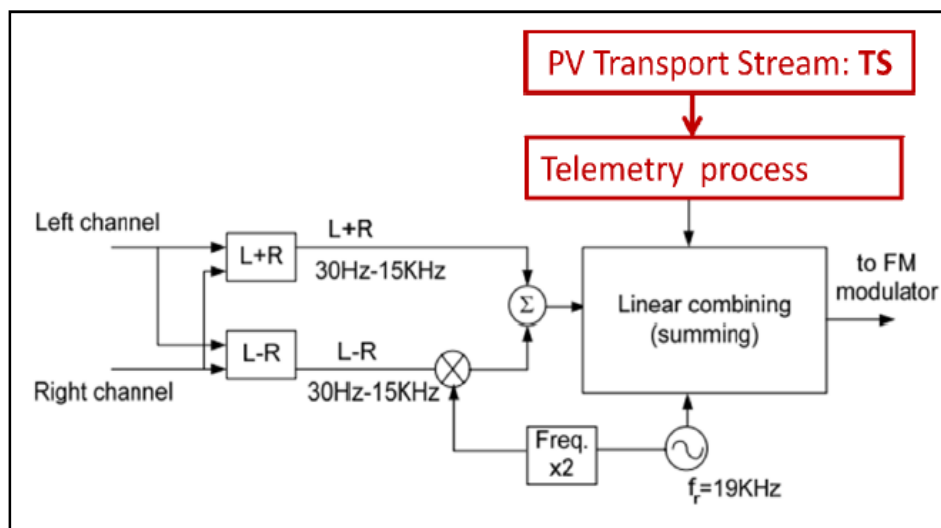 PV Transport Stream: TS
Telemetry process
Left channel
L+R
L+R
30Hz-15KHz
to FM
modulator
Σ
Linear combining
(summing)
L-R
L-R
30Hz-15KHz
Right channel
Freq.
x2
fr=19KHz